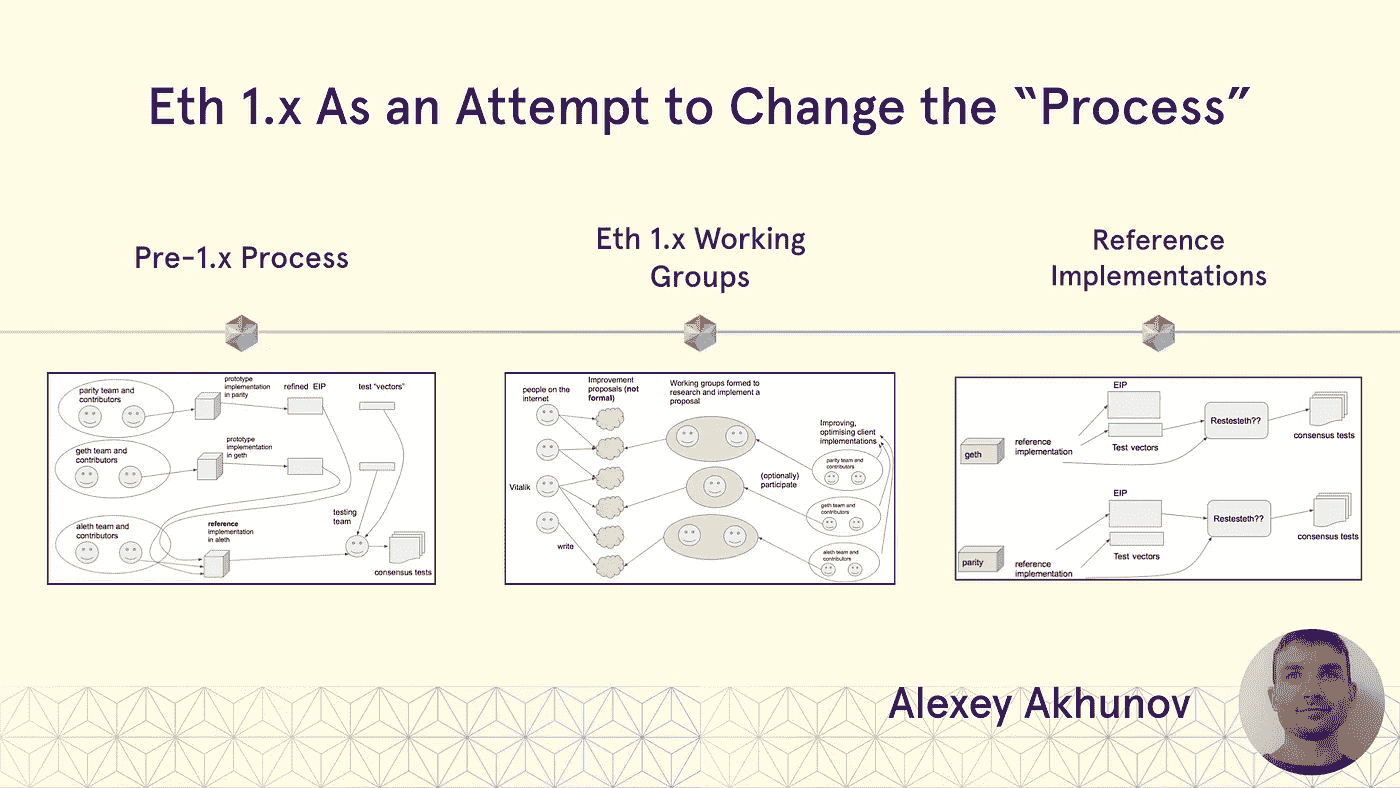 Eth 1.x As an Attempt to Change the “Process”
Pre-1.x Process
Eth 1.x Working
Groups
Reference
Implementations
parity team and
contributors
prototype
implementation
in parity
refined EIP
test "vectors"
geth team and
contributors
prototype
implementation
in geth
aleth team and
contributors
reference
implementation
in aleth
testing
team
consensus tests
people on the
internet
Improvement
proposals (not
formal)
Working groups formed to
research and implement a
proposal
Improving,
optimising client
implementations
parity team and
contributors
Vitalik
(optionally)
participate
geth team and
contributors
write
aleth team and
contributors
EIP
geth
reference
implementation
Test vectors
Restesteth??
consensus tests
EIP
parity
reference
implementation
Test vectors
Restesteth??
consensus tests
Alexey Akhunov